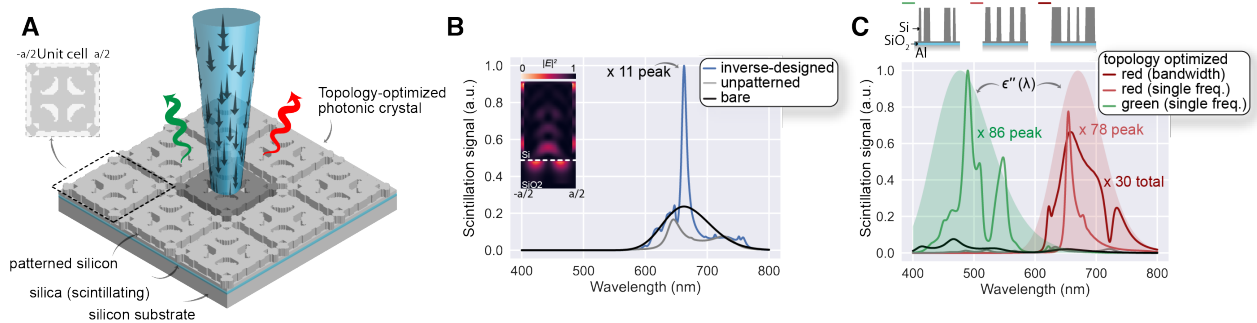 A
-a/2 Unit cell a/2
Topology-optimized
photonic crystal
patterned silicon
silica (scintillating)
silicon substrate
B
Scintillation signal (a.u.)
1.0
0.8
0.6
0.4
0.2
0.0
400
500
600
700
800
Wavelength (nm)
|E|²
0
1
Si
SiO2
-a/2
a/2
x 11 peak
inverse-designed
unpatterned
bare
C
Si
SiO₂
Al
Scintillation signal (a.u.)
1.0
0.8
0.6
0.4
0.2
0.0
400
500
600
700
800
Wavelength (nm)
ϵ″(λ)
x 86 peak
x 78 peak
x 30 total
topology optimized
red (bandwidth)
red (single freq.)
green (single freq.)